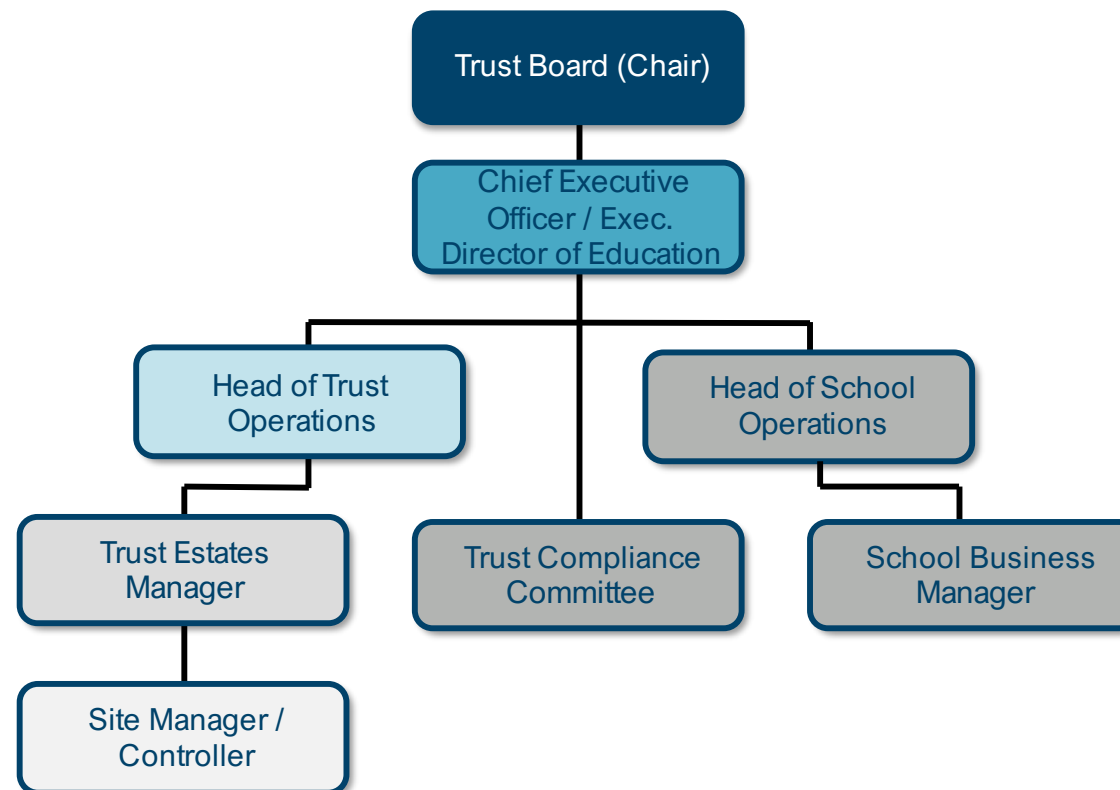 Trust Board (Chair)
Chief Executive
Officer / Exec.
Director of Education
Head of Trust
Operations
Head of School
Operations
Trust Estates
Manager
Trust Compliance
Committee
School Business
Manager
Site Manager /
Controller